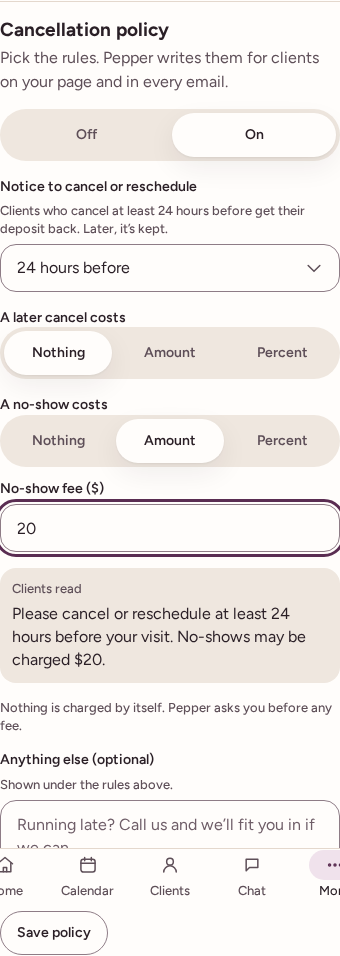 Cancellation policy
Pick the rules. Pepper writes them for clients
on your page and in every email.
Off
On
Notice to cancel or reschedule
Clients who cancel at least 24 hours before get their
deposit back. Later, it’s kept.
24 hours before
A later cancel costs
Nothing
Amount
Percent
A no-show costs
Nothing
Amount
Percent
No-show fee ($)
20
Clients read
Please cancel or reschedule at least 24
hours before your visit. No-shows may be
charged $20.
Nothing is charged by itself. Pepper asks you before any
fee.
Anything else (optional)
Shown under the rules above.
Running late? Call us and we’ll fit you in if
we can
ome
Calendar
Clients
Chat
Mor
Save policy